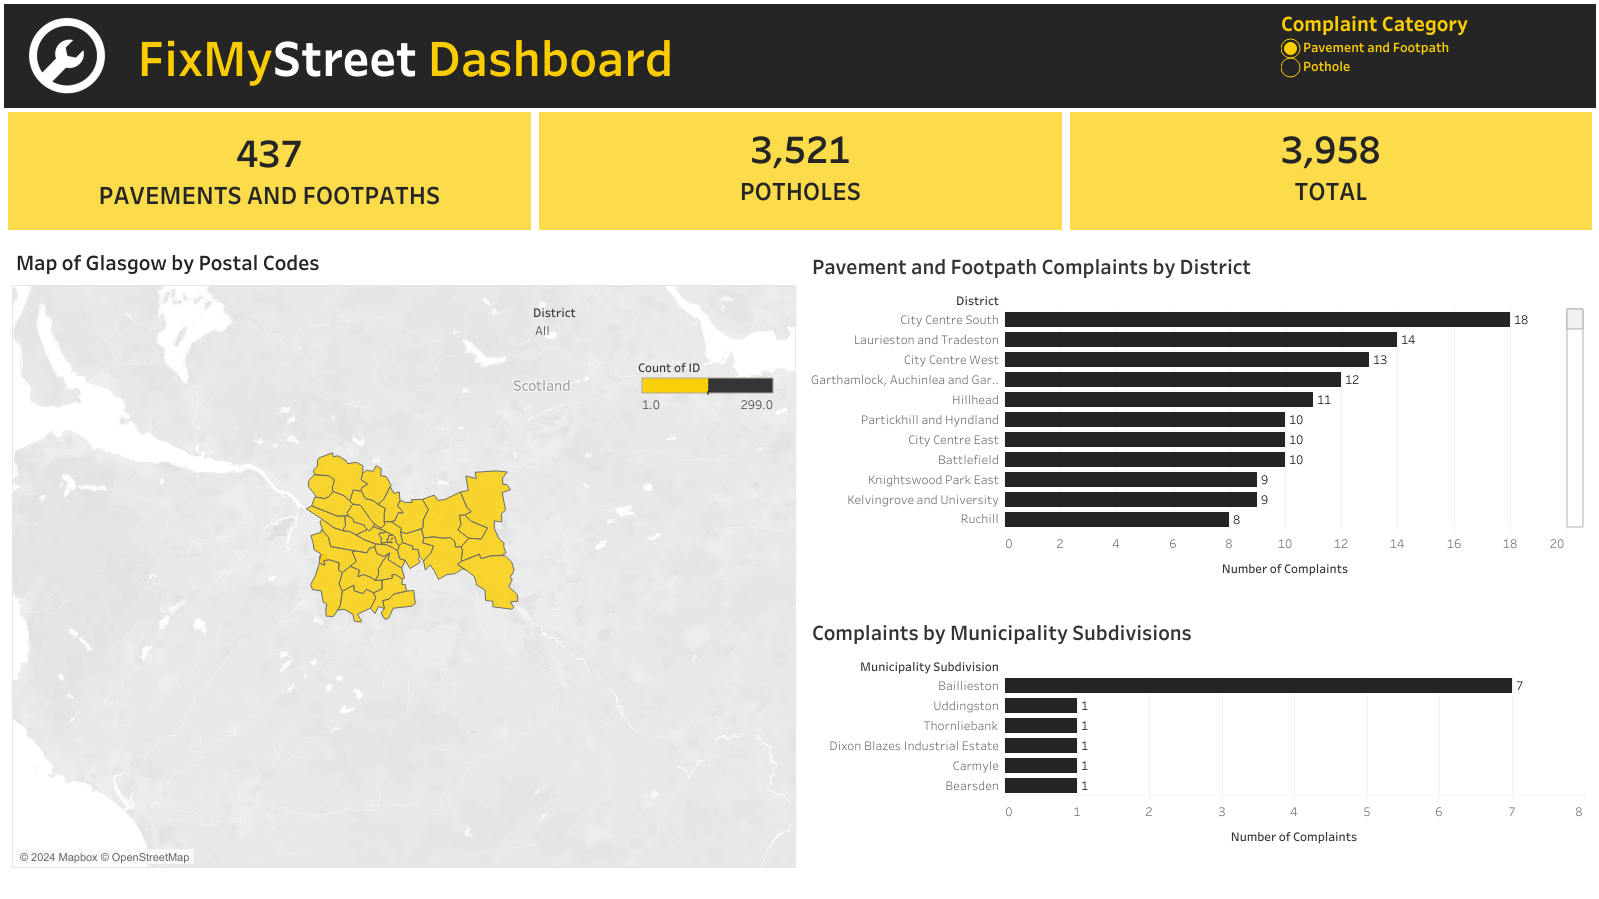 FixMyStreet Dashboard
Complaint Category
Pavement and Footpath
Pothole
437
PAVEMENTS AND FOOTPATHS
3,521
POTHOLES
3,958
TOTAL
Map of Glasgow by Postal Codes
District
All
Count of ID
1.0 299.0
Scotland
© 2024 Mapbox © OpenStreetMap
Pavement and Footpath Complaints by District
District
City Centre South 18
Laurieston and Tradeston 14
City Centre West 13
Garthamlock, Auchinlea and Gar.. 12
Hillhead 11
Partickhill and Hyndland 10
City Centre East 10
Battlefield 10
Knightswood Park East 9
Kelvingrove and University 9
Ruchill 8
0 2 4 6 8 10 12 14 16 18 20
Number of Complaints
Complaints by Municipality Subdivisions
Municipality Subdivision
Baillieston 7
Uddingston 1
Thornliebank 1
Dixon Blazes Industrial Estate 1
Carmyle 1
Bearsden 1
0 1 2 3 4 5 6 7 8
Number of Complaints